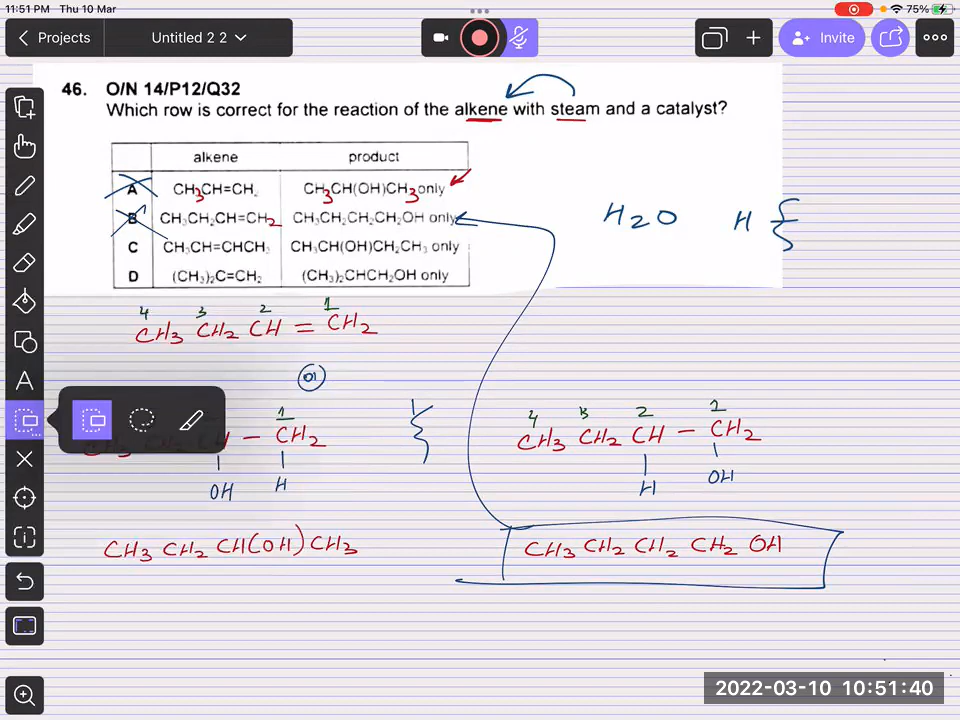 11:51 PM Thu 10 Mar 75%
Projects Untitled 2 2 Invite
46. O/N 14/P12/Q32
Which row is correct for the reaction of the alkene with steam and a catalyst?
alkene product
A CH3CH=CH2 CH3CH(OH)CH3 only
B CH3CH2CH=CH2 CH3CH2CH2CH2OH only
C CH3CH=CHCH3 CH3CH(OH)CH2CH3 only
D (CH3)2C=CH2 (CH3)2CHCH2OH only
H2O H
4 3 2 1
CH3 CH2 CH = CH2
A
1
- CH2
OH H
4 3 2 1
CH3 CH2 CH - CH2
H OH
CH3 CH2 CH(OH) CH3
CH3 CH2 CH2 CH2 OH
2022-03-10 10:51:40